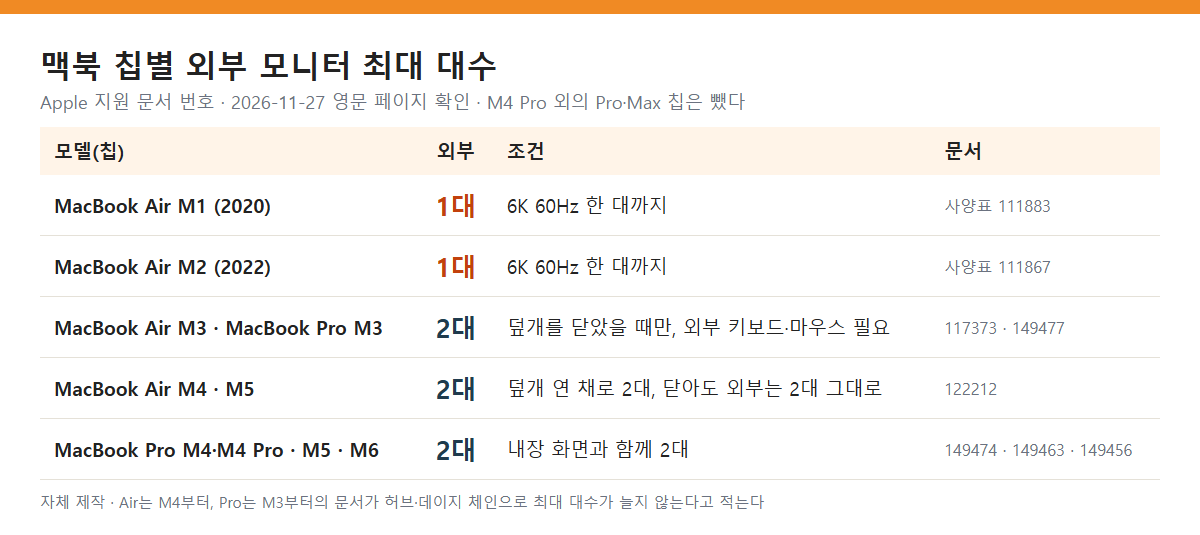 맥북 칩별 외부 모니터 최대 대수
Apple 지원 문서 번호 · 2026-11-27 영문 페이지 확인 · M4 Pro 외의 Pro·Max 칩은 뺐다
모델(칩) 외부 조건 문서
MacBook Air M1 (2020) 1대 6K 60Hz 한 대까지 사양표 111883
MacBook Air M2 (2022) 1대 6K 60Hz 한 대까지 사양표 111867
MacBook Air M3 · MacBook Pro M3 2대 덮개를 닫았을 때만, 외부 키보드·마우스 필요 117373 · 149477
MacBook Air M4 · M5 2대 덮개 연 채로 2대, 닫아도 외부는 2대 그대로 122212
MacBook Pro M4·M4 Pro · M5 · M6 2대 내장 화면과 함께 2대 149474 · 149463 · 149456
자체 제작 · Air는 M4부터, Pro는 M3부터의 문서가 허브·데이지 체인으로 최대 대수가 늘지 않는다고 적는다